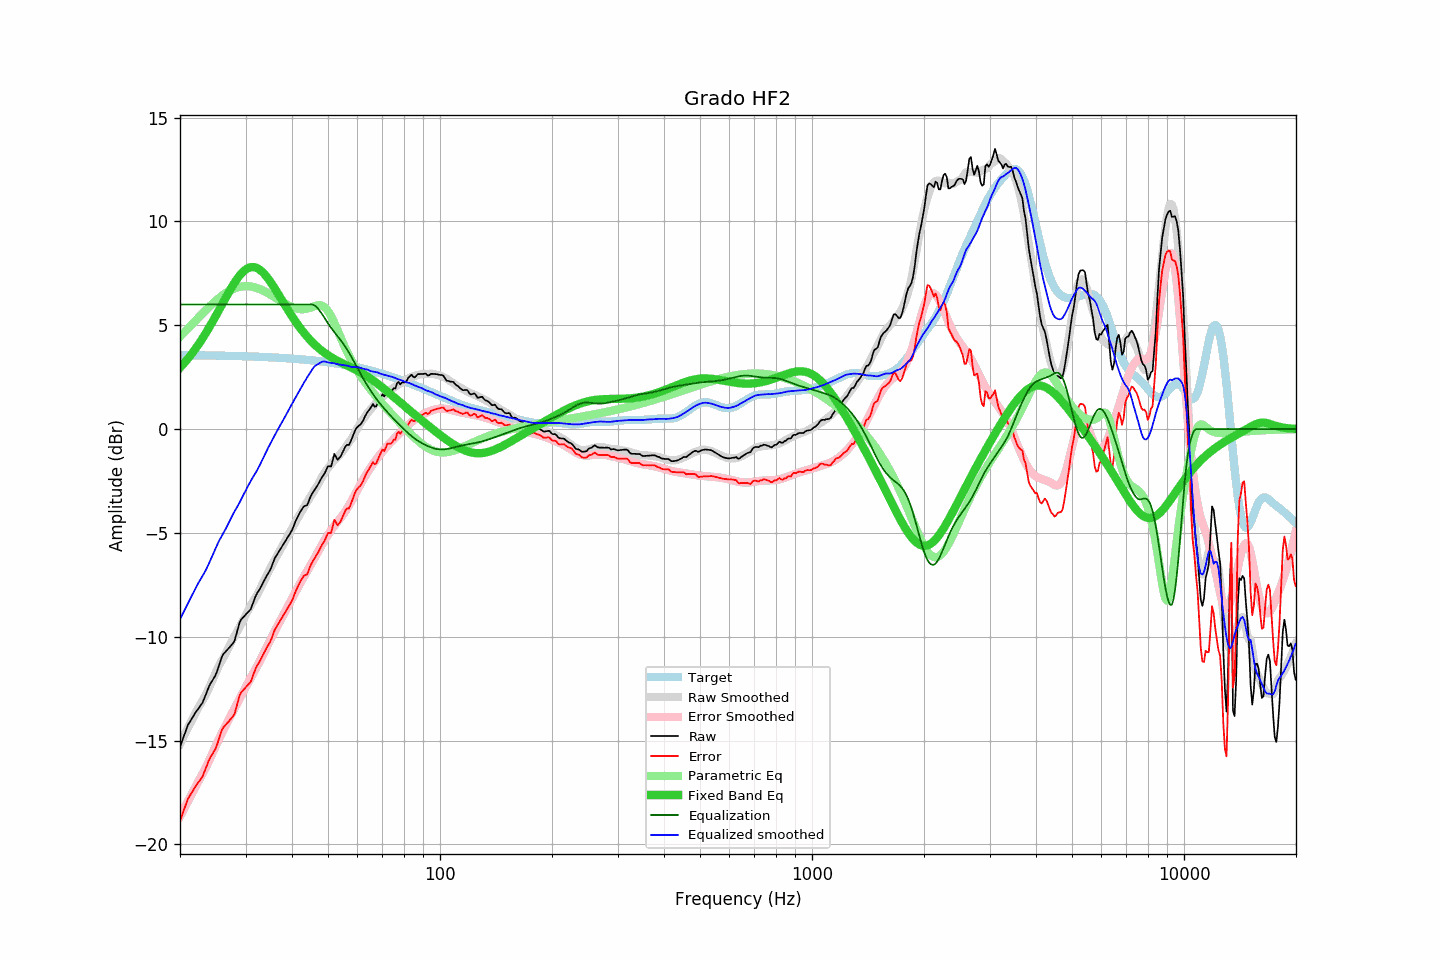 Grado HF2
Amplitude (dBr)
15
10
5
0
−5
−10
−15
−20
100
1000
10000
Frequency (Hz)
Target
Raw Smoothed
Error Smoothed
Raw
Error
Parametric Eq
Fixed Band Eq
Equalization
Equalized smoothed